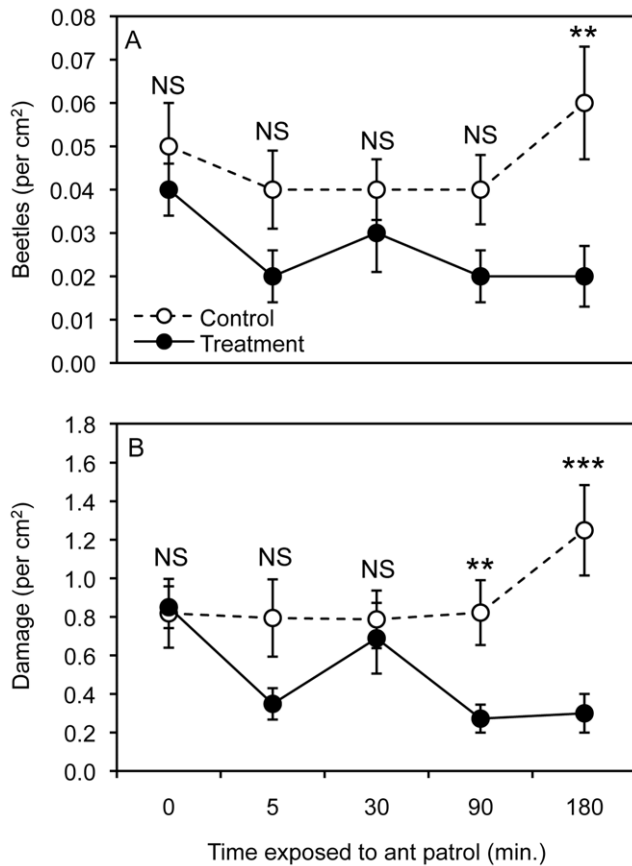 0.08
A
**
0.07
NS
0.06
NS
NS
NS
0.05
0.04
0.03
0.02
Control
0.01
Treatment
0.00
Beetles (per cm²)
1.8
B
1.6
***
1.4
1.2
NS
NS
NS
**
1.0
0.8
0.6
0.4
0.2
0.0
Damage (per cm²)
0 5 30 90 180
Time exposed to ant patrol (min.)